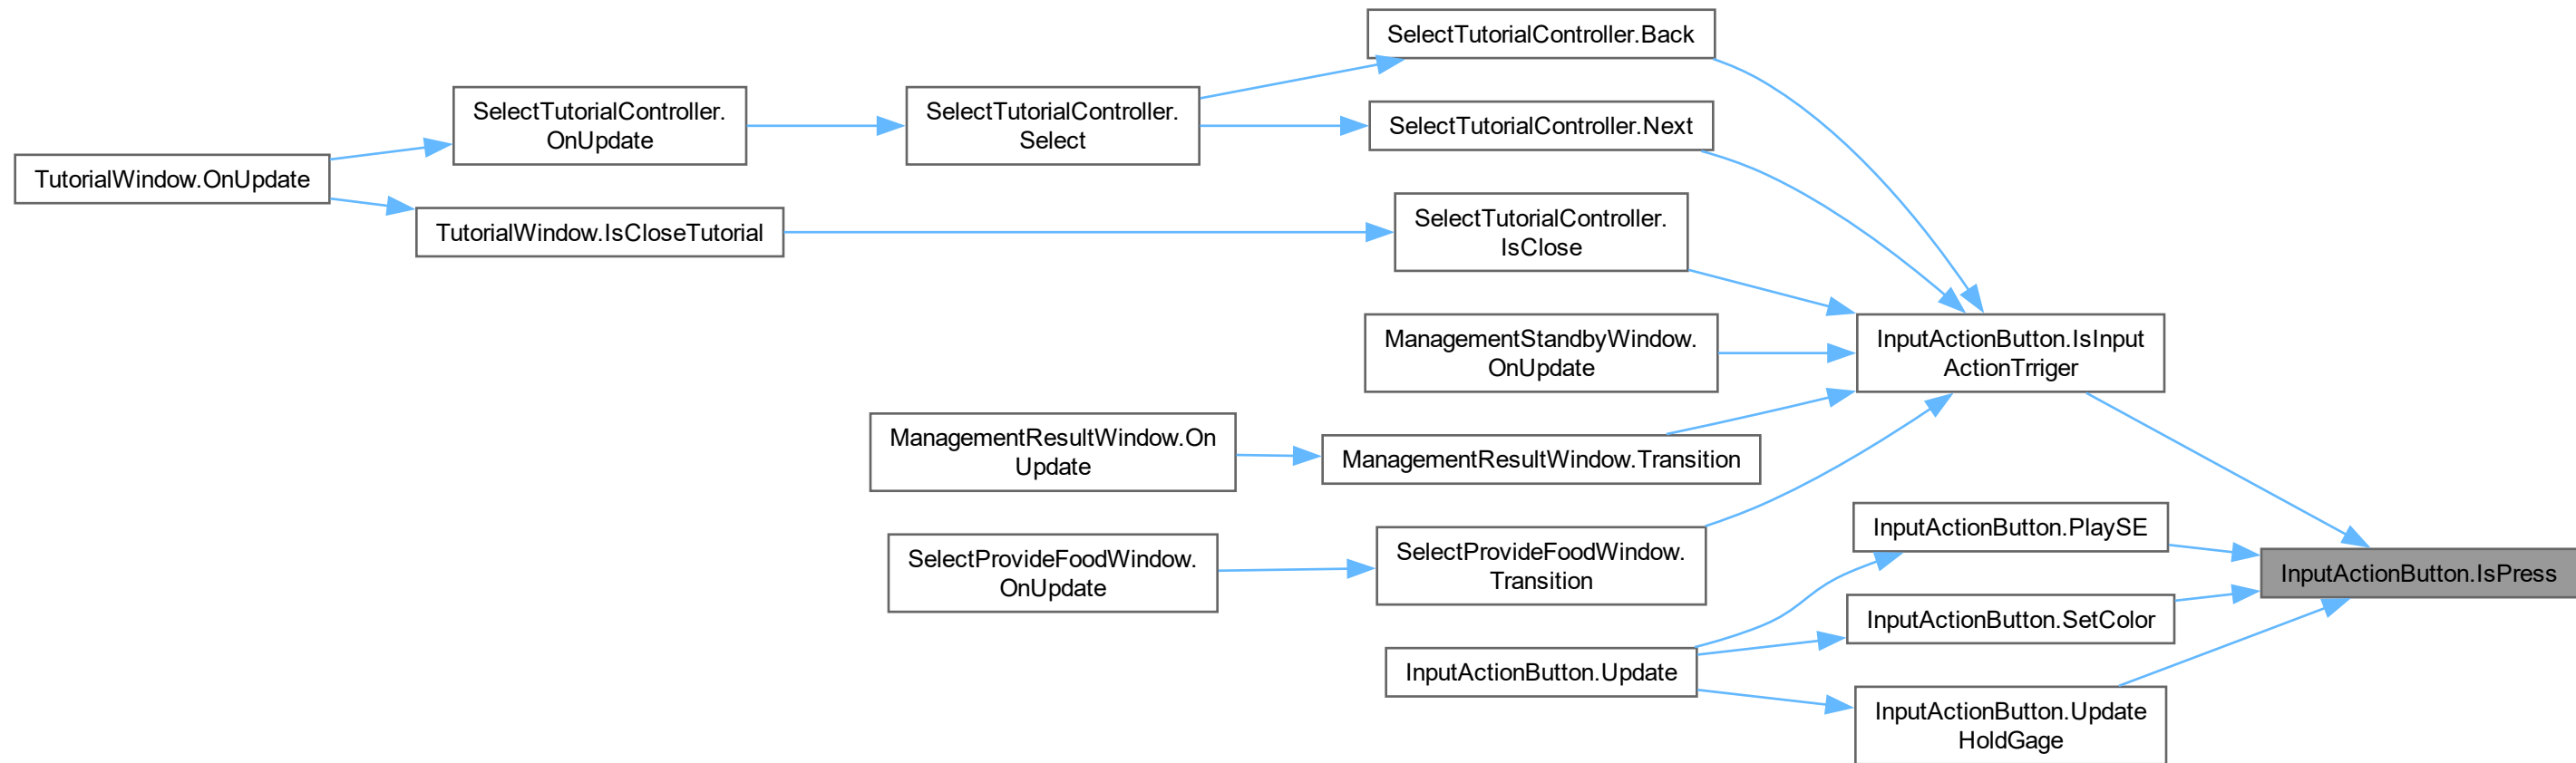 SelectTutorialController.Back
SelectTutorialController.
OnUpdate
SelectTutorialController.
Select
SelectTutorialController.Next
TutorialWindow.OnUpdate
TutorialWindow.IsCloseTutorial
SelectTutorialController.
IsClose
ManagementStandbyWindow.
OnUpdate
InputActionButton.IsInput
ActionTrriger
ManagementResultWindow.On
Update
ManagementResultWindow.Transition
SelectProvideFoodWindow.
OnUpdate
SelectProvideFoodWindow.
Transition
InputActionButton.PlaySE
InputActionButton.IsPress
InputActionButton.SetColor
InputActionButton.Update
InputActionButton.Update
HoldGage